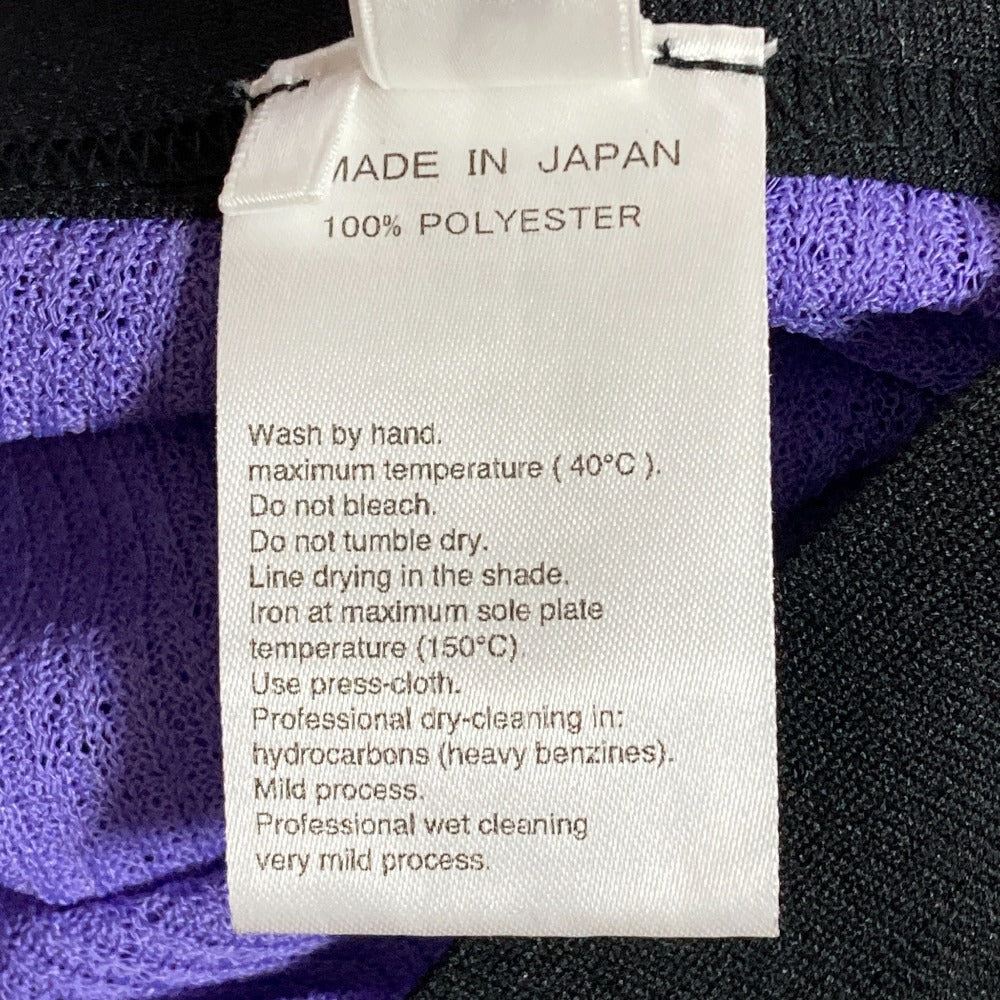 MADE IN JAPAN
100% POLYESTER
Wash by hand.
maximum temperature ( 40°C ).
Do not bleach.
Do not tumble dry.
Line drying in the shade.
Iron at maximum sole plate
temperature (150°C).
Use press-cloth.
Professional dry-cleaning in:
hydrocarbons (heavy benzines).
Mild process.
Professional wet cleaning
very mild process.